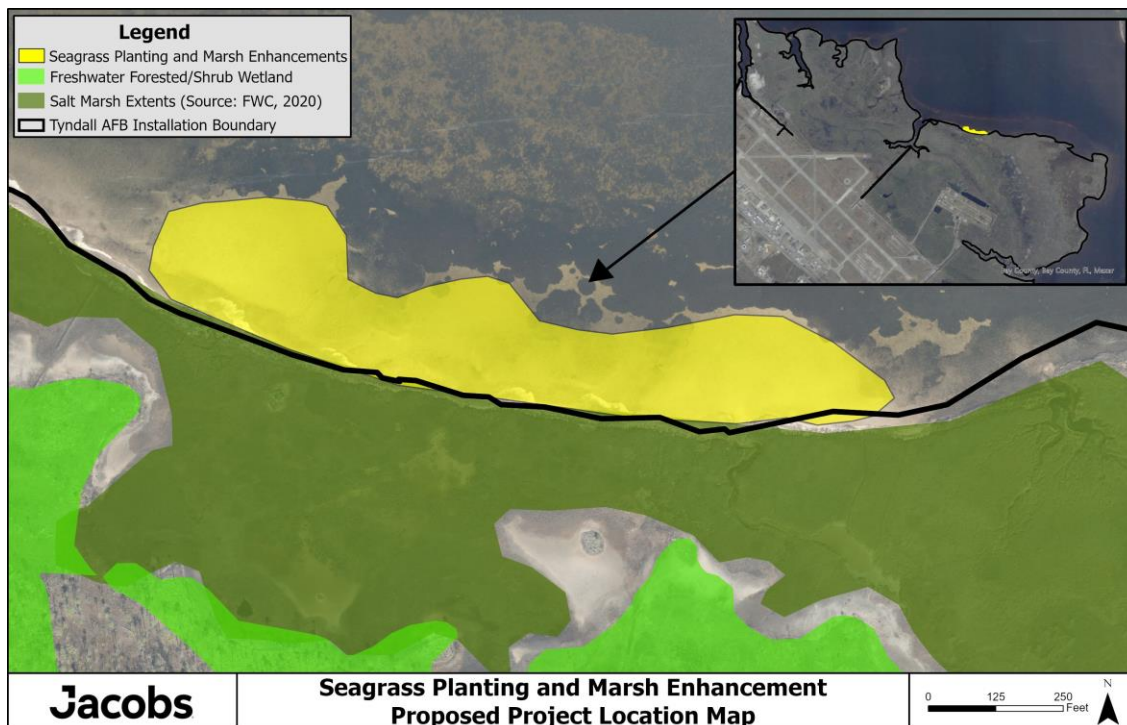 Legend
Seagrass Planting and Marsh Enhancements
Freshwater Forested/Shrub Wetland
Salt Marsh Extents (Source: FWC, 2020)
Tyndall AFB Installation Boundary
County, Bay County, FL, Maxar
Jacobs
Seagrass Planting and Marsh Enhancement
Proposed Project Location Map
N
0 125 250
Feet